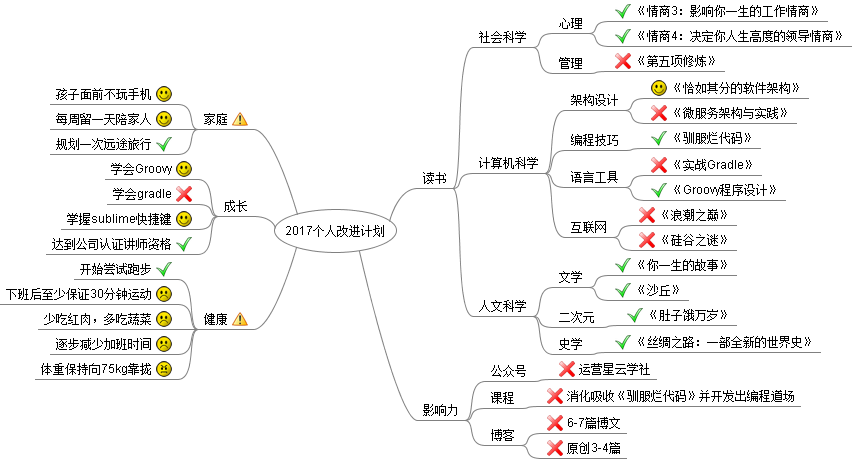 2017个人改进计划
家庭
孩子面前不玩手机
每周留一天陪家人
规划一次远途旅行
成长
学会Groovy
学会gradle
掌握sublime快捷键
达到公司认证讲师资格
健康
开始尝试跑步
下班后至少保证30分钟运动
少吃红肉，多吃蔬菜
逐步减少加班时间
体重保持向75kg靠拢
读书
社会科学
心理
《情商3：影响你一生的工作情商》
《情商4：决定你人生高度的领导情商》
管理
《第五项修炼》
计算机科学
架构设计
《恰如其分的软件架构》
《微服务架构与实践》
编程技巧
《驯服烂代码》
语言工具
《实战Gradle》
《Groovy程序设计》
互联网
《浪潮之巅》
《硅谷之谜》
人文科学
文学
《你一生的故事》
《沙丘》
二次元
《肚子饿万岁》
史学
《丝绸之路：一部全新的世界史》
影响力
公众号
运营星云学社
课程
消化吸收《驯服烂代码》并开发出编程道场
博客
6-7篇博文
原创3-4篇